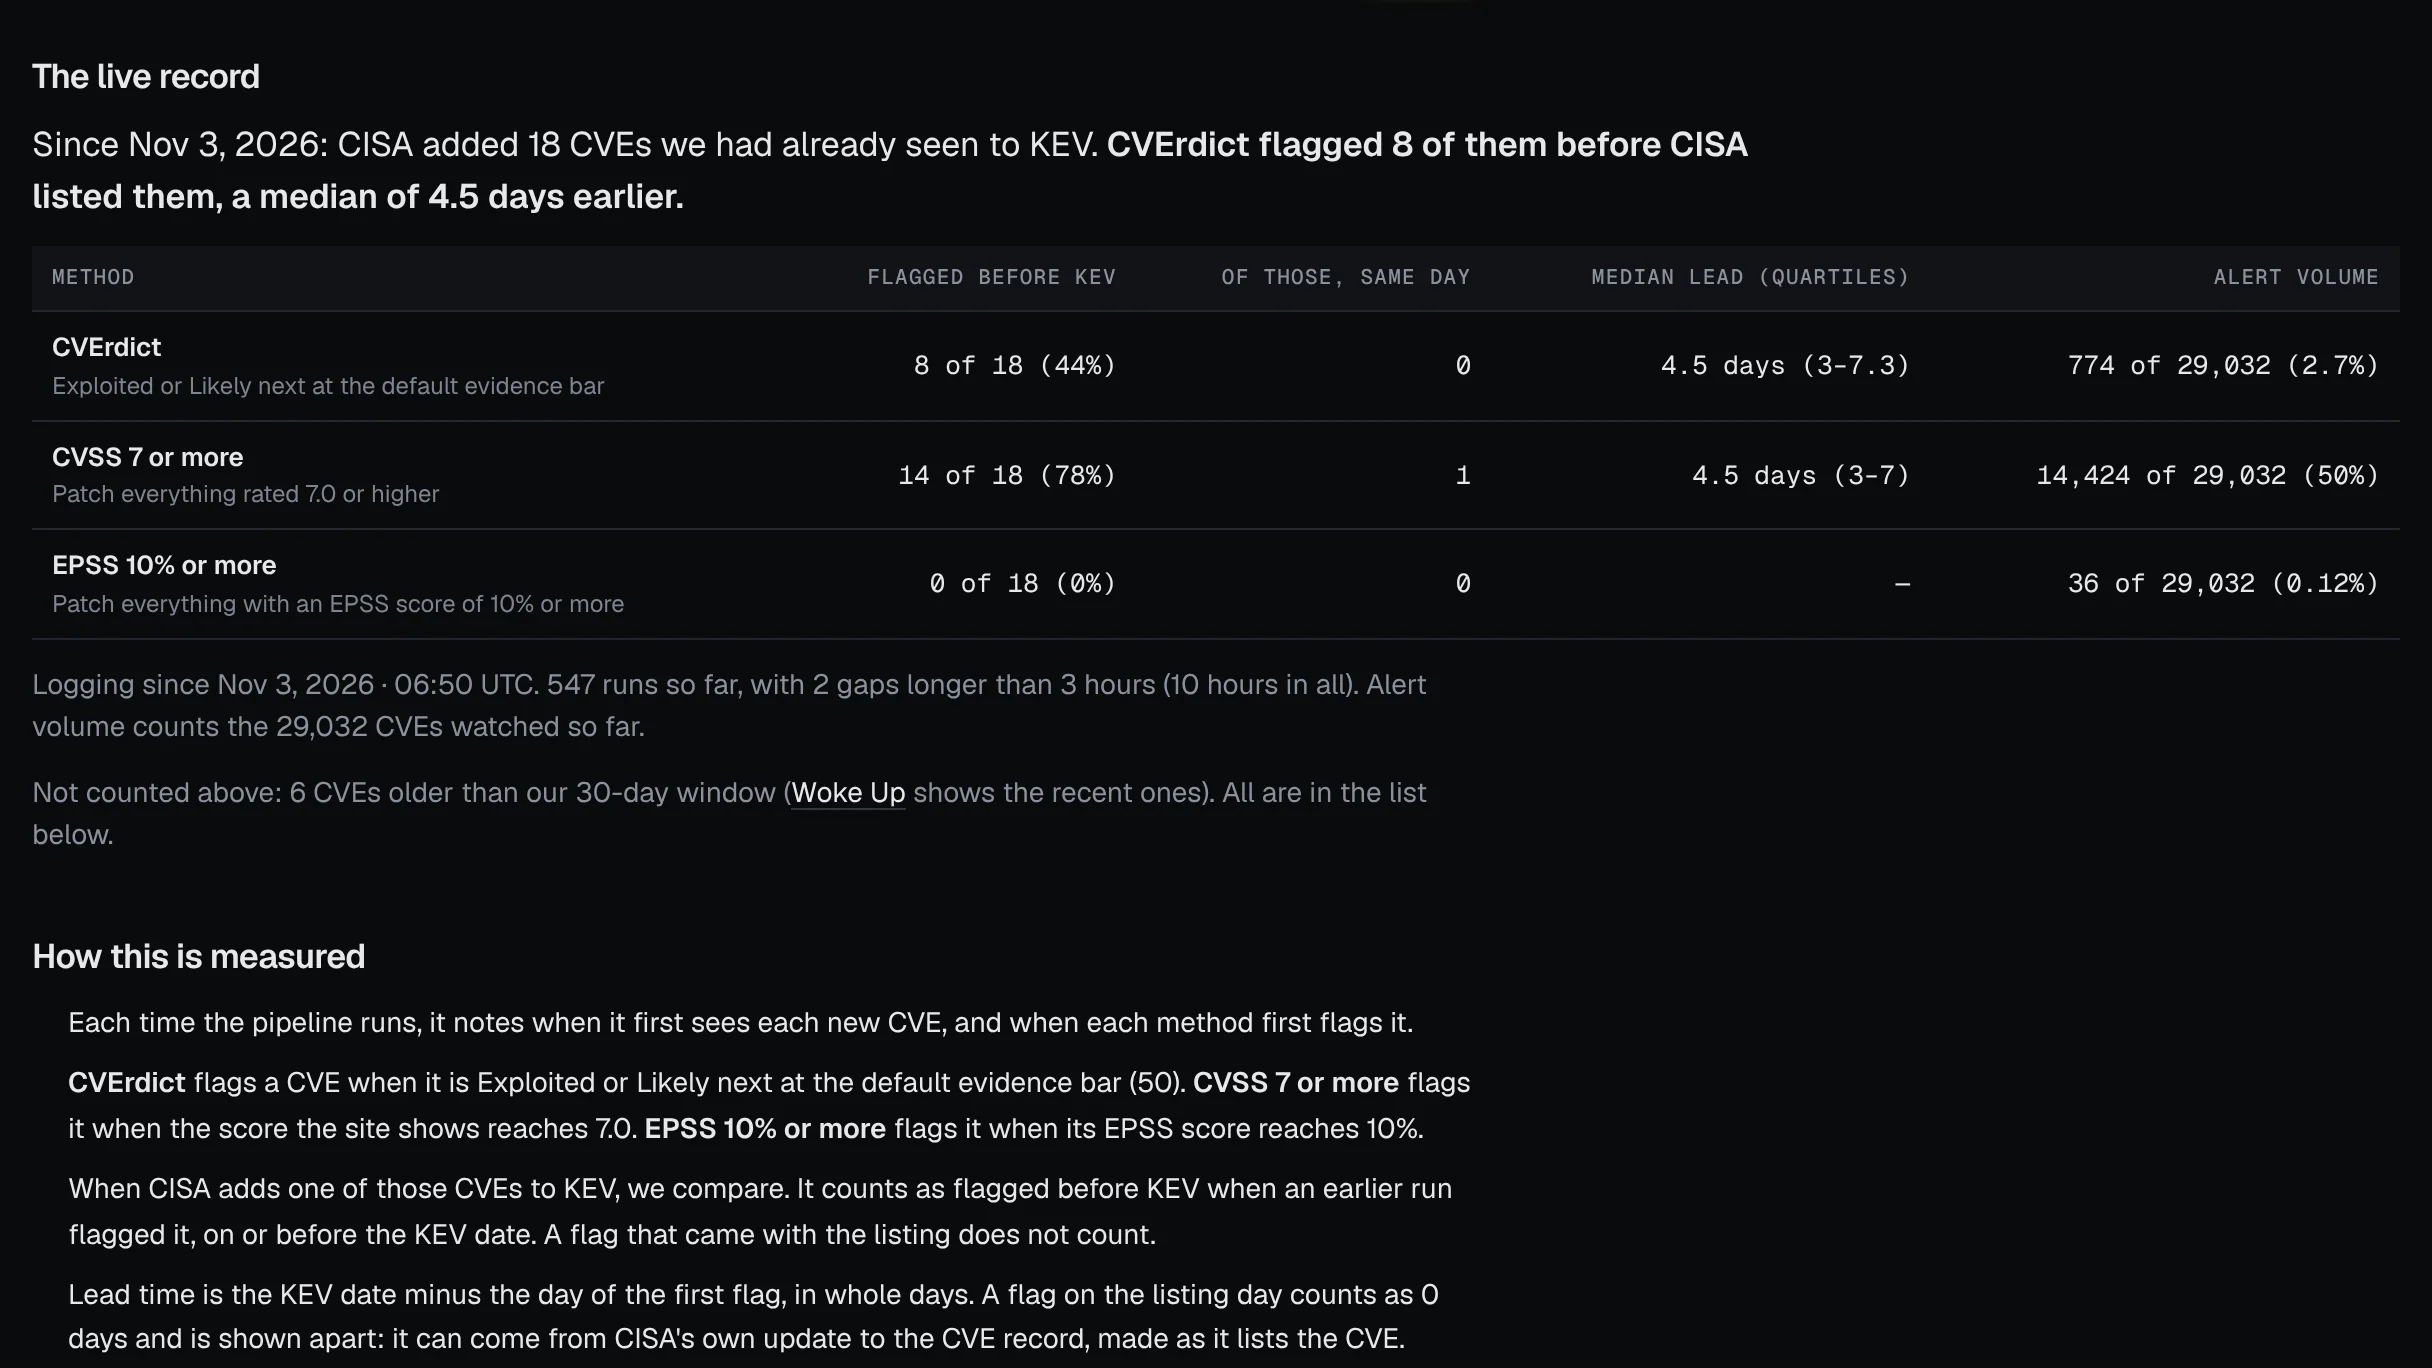 The live record
Since Nov 3, 2026: CISA added 18 CVEs we had already seen to KEV. CVErdict flagged 8 of them before CISA
listed them, a median of 4.5 days earlier.
METHOD FLAGGED BEFORE KEV OF THOSE, SAME DAY MEDIAN LEAD (QUARTILES) ALERT VOLUME
CVErdict
Exploited or Likely next at the default evidence bar
8 of 18 (44%) 0 4.5 days (3–7.3) 774 of 29,032 (2.7%)
CVSS 7 or more
Patch everything rated 7.0 or higher
14 of 18 (78%) 1 4.5 days (3–7) 14,424 of 29,032 (50%)
EPSS 10% or more
Patch everything with an EPSS score of 10% or more
0 of 18 (0%) 0 – 36 of 29,032 (0.12%)
Logging since Nov 3, 2026 · 06:50 UTC. 547 runs so far, with 2 gaps longer than 3 hours (10 hours in all). Alert
volume counts the 29,032 CVEs watched so far.
Not counted above: 6 CVEs older than our 30-day window (Woke Up shows the recent ones). All are in the list
below.
How this is measured
Each time the pipeline runs, it notes when it first sees each new CVE, and when each method first flags it.
CVErdict flags a CVE when it is Exploited or Likely next at the default evidence bar (50). CVSS 7 or more flags
it when the score the site shows reaches 7.0. EPSS 10% or more flags it when its EPSS score reaches 10%.
When CISA adds one of those CVEs to KEV, we compare. It counts as flagged before KEV when an earlier run
flagged it, on or before the KEV date. A flag that came with the listing does not count.
Lead time is the KEV date minus the day of the first flag, in whole days. A flag on the listing day counts as 0
days and is shown apart: it can come from CISA's own update to the CVE record, made as it lists the CVE.